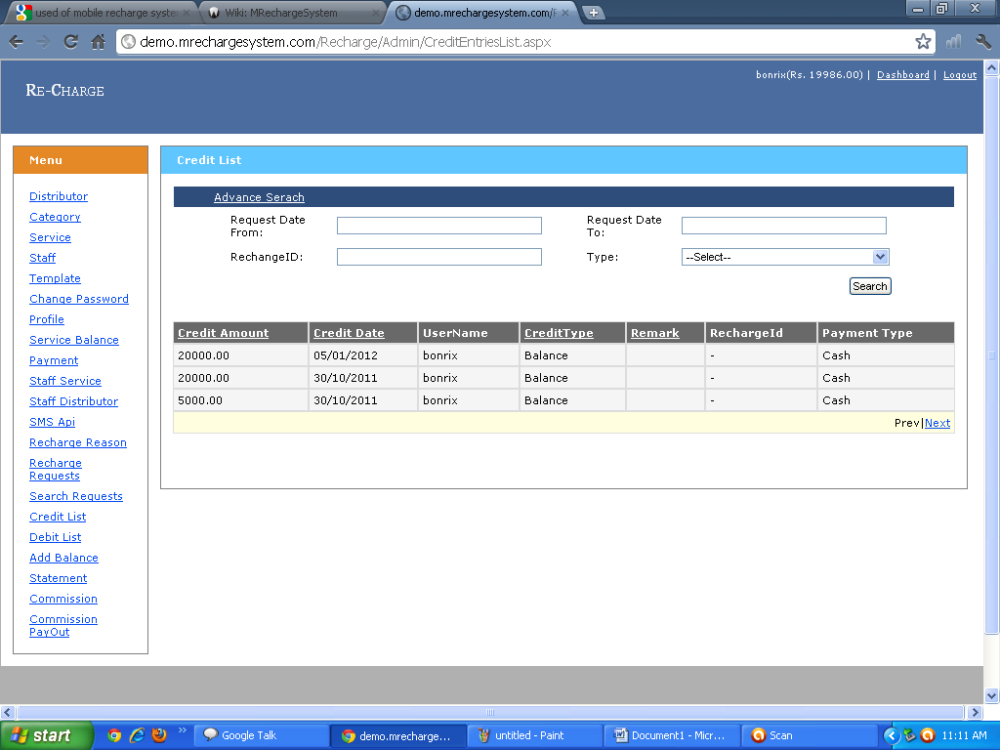 used of mobile recharge system
Wiki: MRechargeSystem
demo.mrechargesystem.com/
demo.mrechargesystem.com/Recharge/Admin/CreditEntriesList.aspx
bonrix(Rs. 19986.00) | Dashboard | Logout
RE-CHARGE
Menu
Distributor
Category
Service
Staff
Template
Change Password
Profile
Service Balance
Payment
Staff Service
Staff Distributor
SMS Api
Recharge Reason
Recharge
Requests
Search Requests
Credit List
Debit List
Add Balance
Statement
Commission
Commission
PayOut
Credit List
Advance Serach
Request Date
From:
Request Date
To:
RechangeID:
Type: --Select--
Search
Credit Amount Credit Date UserName CreditType Remark RechargeId Payment Type
20000.00 05/01/2012 bonrix Balance - Cash
20000.00 30/10/2011 bonrix Balance - Cash
5000.00 30/10/2011 bonrix Balance - Cash
Prev|Next
start
Google Talk
demo.mrecharge...
untitled - Paint
Document1 - Micr...
Scan
11:11 AM